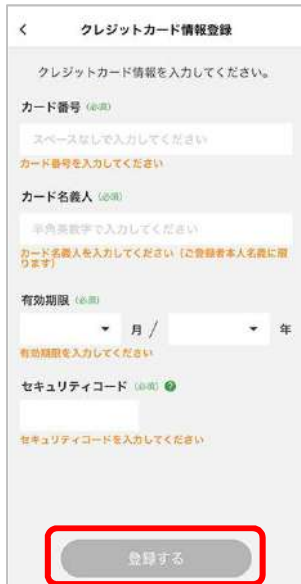 クレジットカード情報登録
クレジットカード情報を入力してください。
カード番号 (必須)
スペースなしで入力してください
カード番号を入力してください
カード名義人 (必須)
半角英数字で入力してください
カード名義人を入力してください(ご登録者本人名義に限
ります)
有効期限 (必須)
月 / 年
有効期限を入力してください
セキュリティコード (必須) ?
セキュリティコードを入力してください
登録する